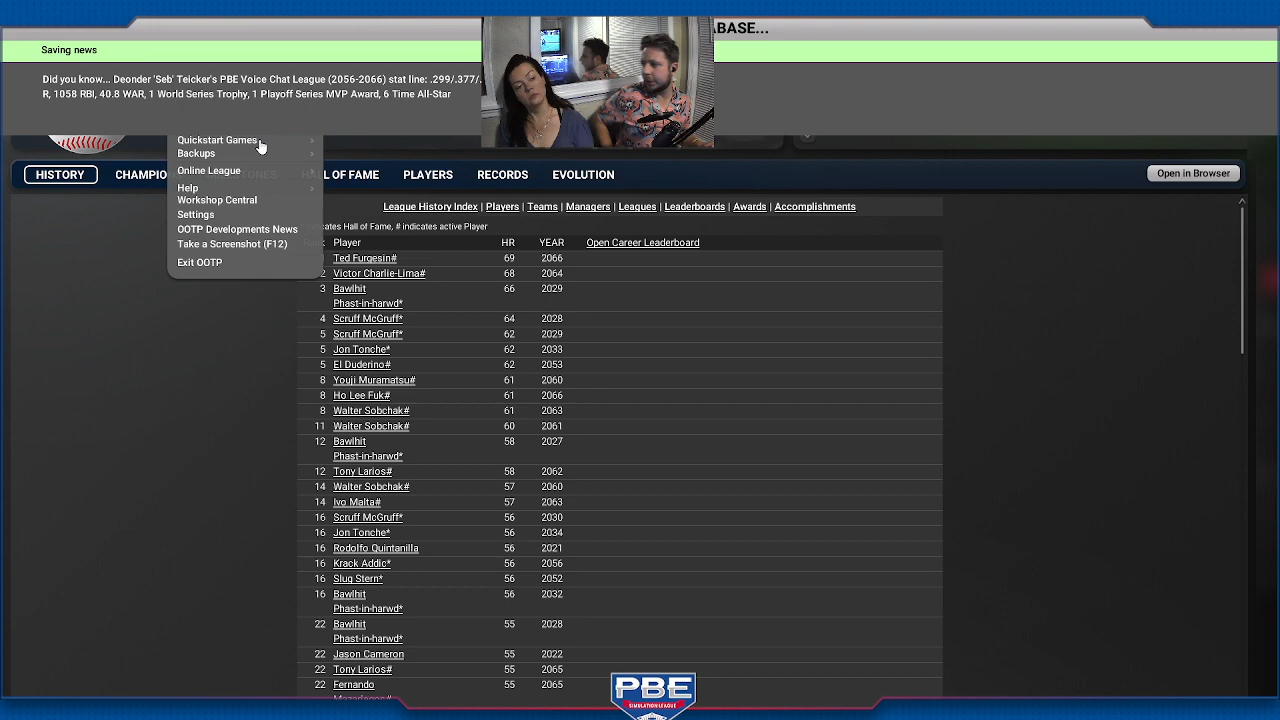 ABASE...
Saving news
Did you know... Deonder 'Seb' Teicker's PBE Voice Chat League (2056-2066) stat line: .299/.377/.
R, 1058 RBI, 40.8 WAR, 1 World Series Trophy, 1 Playoff Series MVP Award, 6 Time All-Star
Quickstart Games
Backups
Online League
Help
Workshop Central
Settings
OOTP Developments News
Take a Screenshot (F12)
Exit OOTP
HISTORY CHAMPIO HALL OF FAME PLAYERS RECORDS EVOLUTION Open in Browser
League History Index | Players | Teams | Managers | Leagues | Leaderboards | Awards | Accomplishments
Hall of Fame, # indicates active Player
Player HR YEAR Open Career Leaderboard
Ted Furgesin# 69 2066
2 Victor Charlie-Lima# 68 2064
3 Bawlhit 66 2029
Phast-in-harwd*
4 Scruff McGruff* 64 2028
5 Scruff McGruff* 62 2029
5 Jon Tonche* 62 2033
5 El Duderino# 62 2053
8 Youji Muramatsu# 61 2060
8 Ho Lee Fuk# 61 2066
8 Walter Sobchak# 61 2063
11 Walter Sobchak# 60 2061
12 Bawlhit 58 2027
Phast-in-harwd*
12 Tony Larios# 58 2062
14 Walter Sobchak# 57 2060
14 Ivo Malta# 57 2063
16 Scruff McGruff* 56 2030
16 Jon Tonche* 56 2034
16 Rodolfo Quintanilla 56 2021
16 Krack Addic* 56 2056
16 Slug Stern* 56 2052
16 Bawlhit 56 2032
Phast-in-harwd*
22 Bawlhit 55 2028
Phast-in-harwd*
22 Jason Cameron 55 2022
22 Tony Larios# 55 2065
22 Fernando 55 2065
PBE
SIMULATION LEAGUE